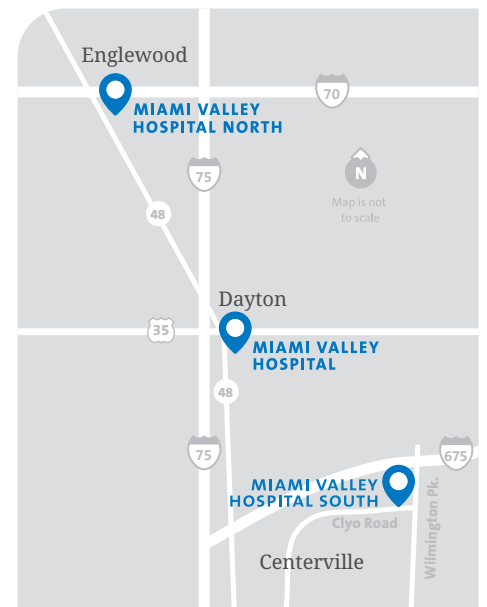 Englewood
70
MIAMI VALLEY
HOSPITAL NORTH
75
N
Map is not
to scale
48
Dayton
35
MIAMI VALLEY
HOSPITAL
48
75
675
MIAMI VALLEY
HOSPITAL SOUTH
Clyo Road
Wilmington Pk.
Centerville